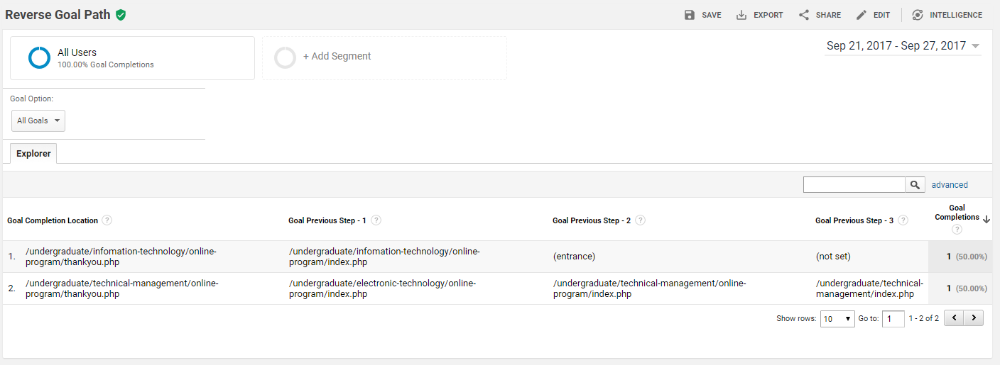 Reverse Goal Path
SAVE
EXPORT
SHARE
EDIT
INTELLIGENCE
All Users
100.00% Goal Completions
+ Add Segment
Sep 21, 2017 - Sep 27, 2017
Goal Option:
All Goals
Explorer
advanced
Goal Completion Location ?
Goal Previous Step - 1 ?
Goal Previous Step - 2 ?
Goal Previous Step - 3 ?
Goal
Completions
?
1.
/undergraduate/infomation-technology/online-
program/thankyou.php
/undergraduate/infomation-technology/online-
program/index.php
(entrance)
(not set)
1 (50.00%)
2.
/undergraduate/technical-management/online-
program/thankyou.php
/undergraduate/electronic-technology/online-
program/index.php
/undergraduate/technical-management/online-
program/index.php
/undergraduate/technical-
management/index.php
1 (50.00%)
Show rows: 10 Go to: 1 1 - 2 of 2